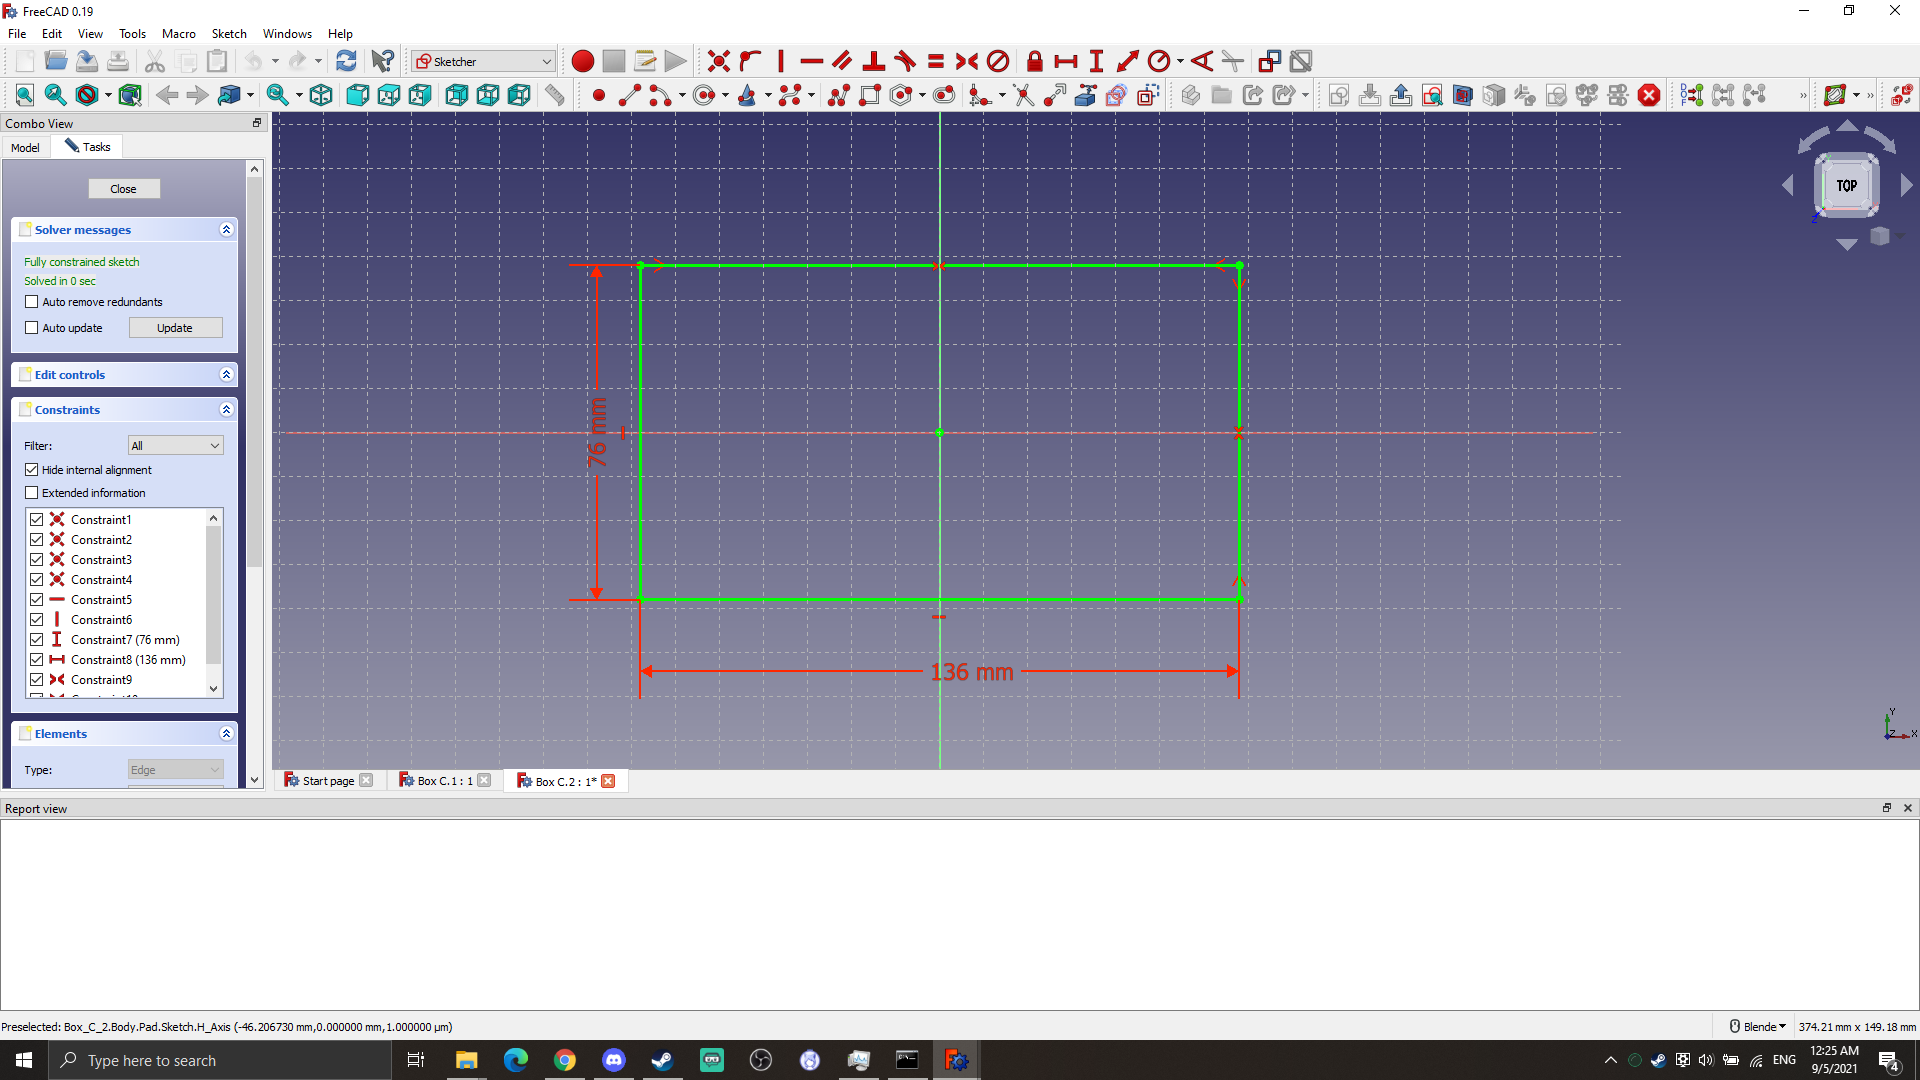 FreeCAD 0.19
File Edit View Tools Macro Sketch Windows Help
Sketcher
Combo View
Model Tasks
Close
Solver messages
Fully constrained sketch
Solved in 0 sec
Auto remove redundants
Auto update Update
Edit controls
Constraints
Filter: All
Hide internal alignment
Extended information
Constraint1
Constraint2
Constraint3
Constraint4
Constraint5
Constraint6
Constraint7 (76 mm)
Constraint8 (136 mm)
Constraint9
Elements
Type: Edge
76 mm
136 mm
TOP
Z
Y
Z
X
Start page Box C.1 : 1 Box C.2 : 1*
Report view
Preselected: Box_C_2.Body.Pad.Sketch.H_Axis (-46.206730 mm,0.000000 mm,1.000000 µm)
Blende 374.21 mm x 149.18 mm
Type here to search
ENG
12:25 AM
9/5/2021
4